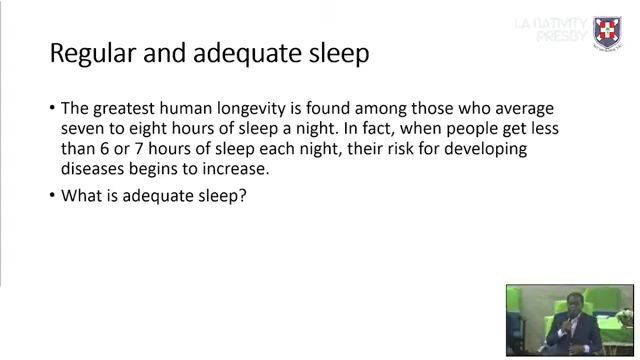 LA NATIVITY
PRESBY
Regular and adequate sleep
• The greatest human longevity is found among those who average
seven to eight hours of sleep a night. In fact, when people get less
than 6 or 7 hours of sleep each night, their risk for developing
diseases begins to increase.
• What is adequate sleep?